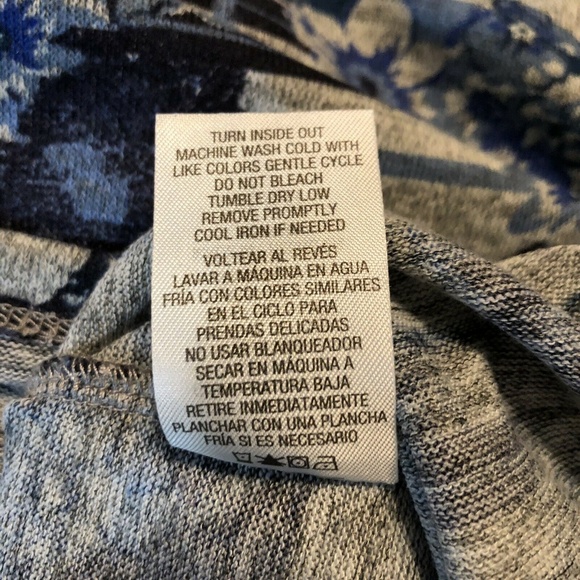 TURN INSIDE OUT
MACHINE WASH COLD WITH
LIKE COLORS GENTLE CYCLE
DO NOT BLEACH
TUMBLE DRY LOW
REMOVE PROMPTLY
COOL IRON IF NEEDED
VOLTEAR AL REVÉS
LAVAR A MÁQUINA EN AGUA
FRÍA CON COLORES SIMILARES
EN EL CICLO PARA
PRENDAS DELICADAS
NO USAR BLANQUEADOR
SECAR EN MÁQUINA A
TEMPERATURA BAJA
RETIRE INMEDIATAMENTE
PLANCHAR CON UNA PLANCHA
FRÍA SI ES NECESARIO